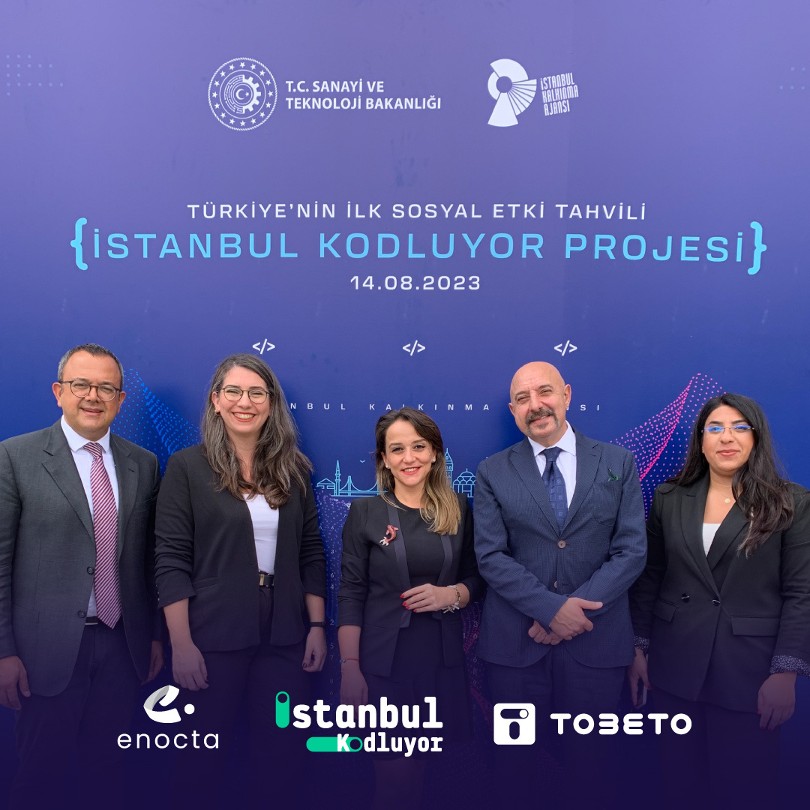 T.C. SANAYİ VE
TEKNOLOJİ BAKANLIĞI
İSTANBUL
KALKINMA
AJANSI
TÜRKİYE'NİN İLK SOSYAL ETKİ TAHVİLİ
{İSTANBUL KODLUYOR PROJESİ}
14.08.2023
</> </> </>
KALKINMA
enocta
istanbul
Kodluyor
TOBETO